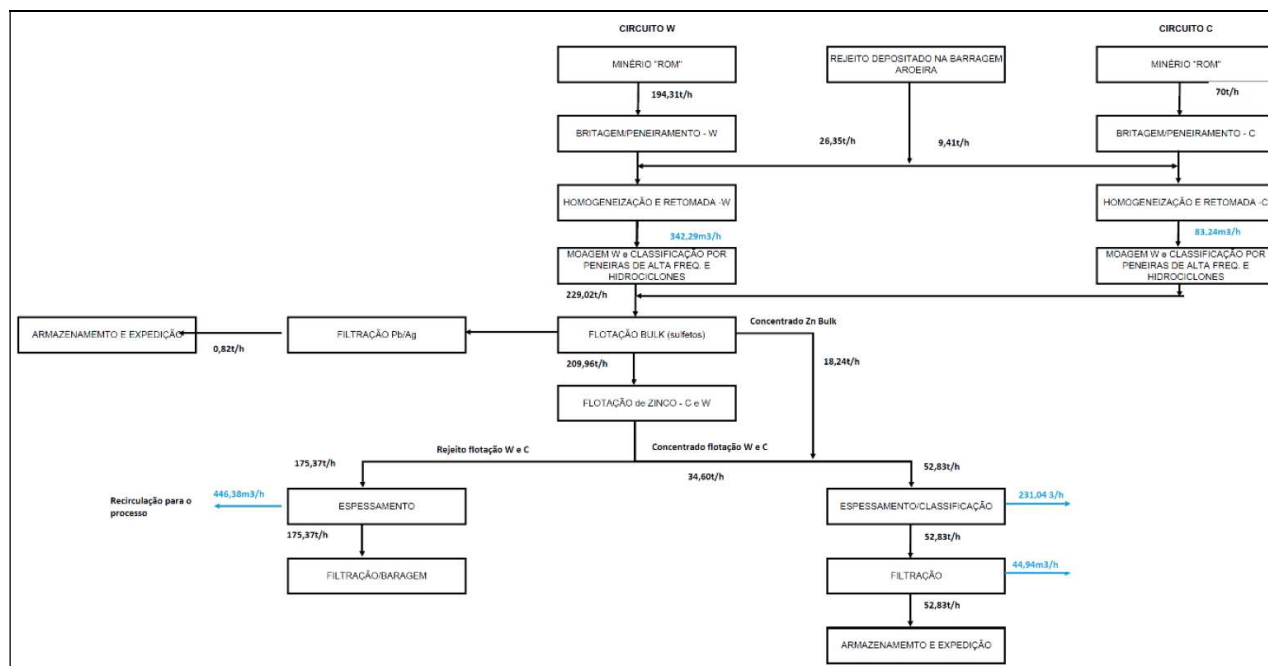 CIRCUITO W
CIRCUITO C
MINÉRIO "ROM"
REJEITO DEPOSITADO NA BARRAGEM
AROEIRA
MINÉRIO "ROM"
194,31t/h
70t/h
BRITAGEM/PENEIRAMENTO - W
BRITAGEM/PENEIRAMENTO - C
26,35t/h
9,41t/h
HOMOGENEIZAÇÃO E RETOMADA -W
HOMOGENEIZAÇÃO E RETOMADA -C
342,29m3/h
83,24m3/h
MOAGEM W e CLASSIFICAÇÃO POR
PENEIRAS DE ALTA FREQ. E
HIDROCICLONES
MOAGEM W e CLASSIFICAÇÃO POR
PENEIRAS DE ALTA FREQ. E
HIDROCICLONES
229,02t/h
ARMAZENAMEMTO E EXPEDIÇÃO
FILTRAÇÃO Pb/Ag
FLOTAÇÃO BULK (sulfetos)
Concentrado Zn Bulk
0,82t/h
209,96t/h
18,24t/h
FLOTAÇÃO de ZINCO - C e W
Rejeito flotação W e C
Concentrado flotação W e C
175,37t/h
34,60t/h
52,83t/h
Recirculação para o
processo
446,38m3/h
ESPESSAMENTO
ESPESSAMENTO/CLASSIFICAÇÃO
231,04 3/h
175,37t/h
52,83t/h
FILTRAÇÃO/BARAGEM
FILTRAÇÃO
44,94m3/h
52,83t/h
ARMAZENAMEMTO E EXPEDIÇÃO